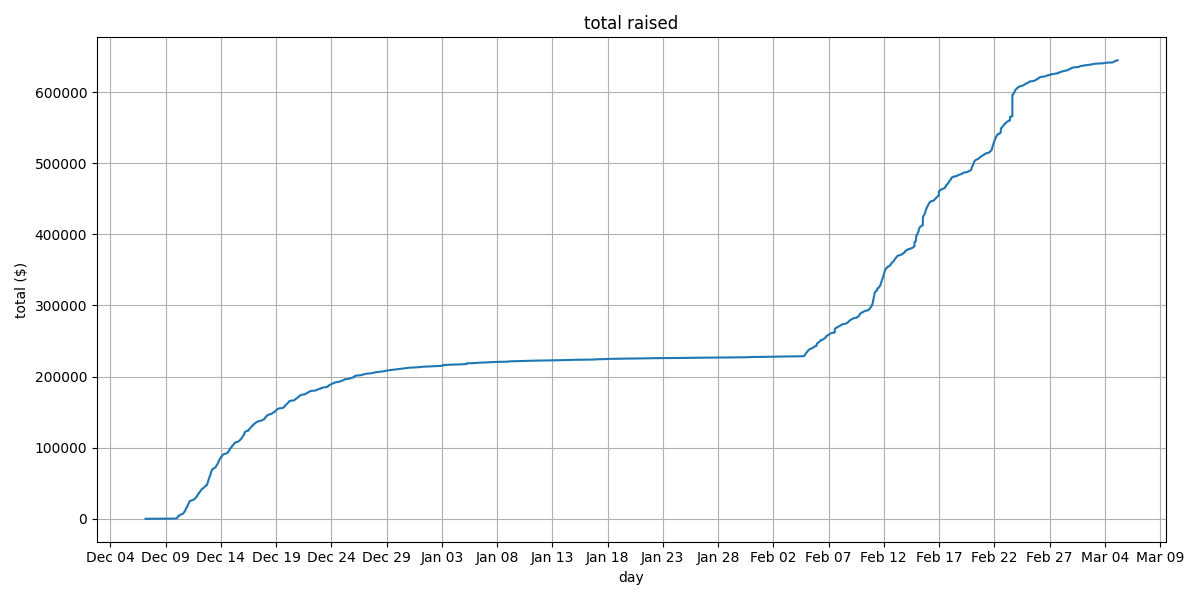 total raised
total ($)
600000
500000
400000
300000
200000
100000
0
Dec 04 Dec 09 Dec 14 Dec 19 Dec 24 Dec 29 Jan 03 Jan 08 Jan 13 Jan 18 Jan 23 Jan 28 Feb 02 Feb 07 Feb 12 Feb 17 Feb 22 Feb 27 Mar 04 Mar 09
day